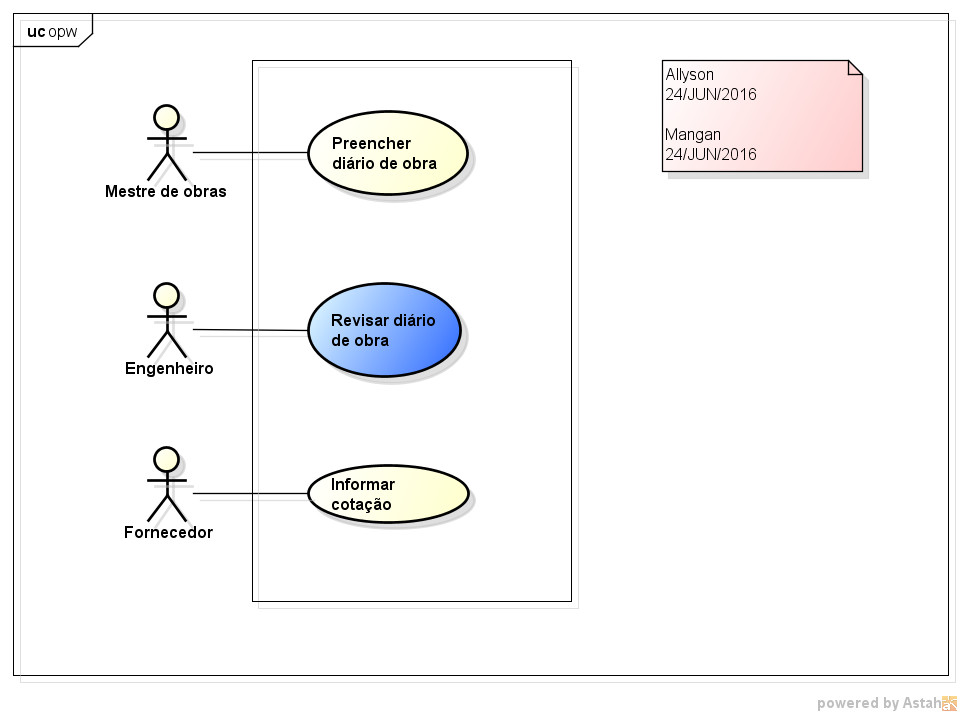 uc opw
Allyson
24/JUN/2016
Mangan
24/JUN/2016
Preencher
diário de obra
Mestre de obras
Revisar diário
de obra
Engenheiro
Informar
cotação
Fornecedor
powered by Astah